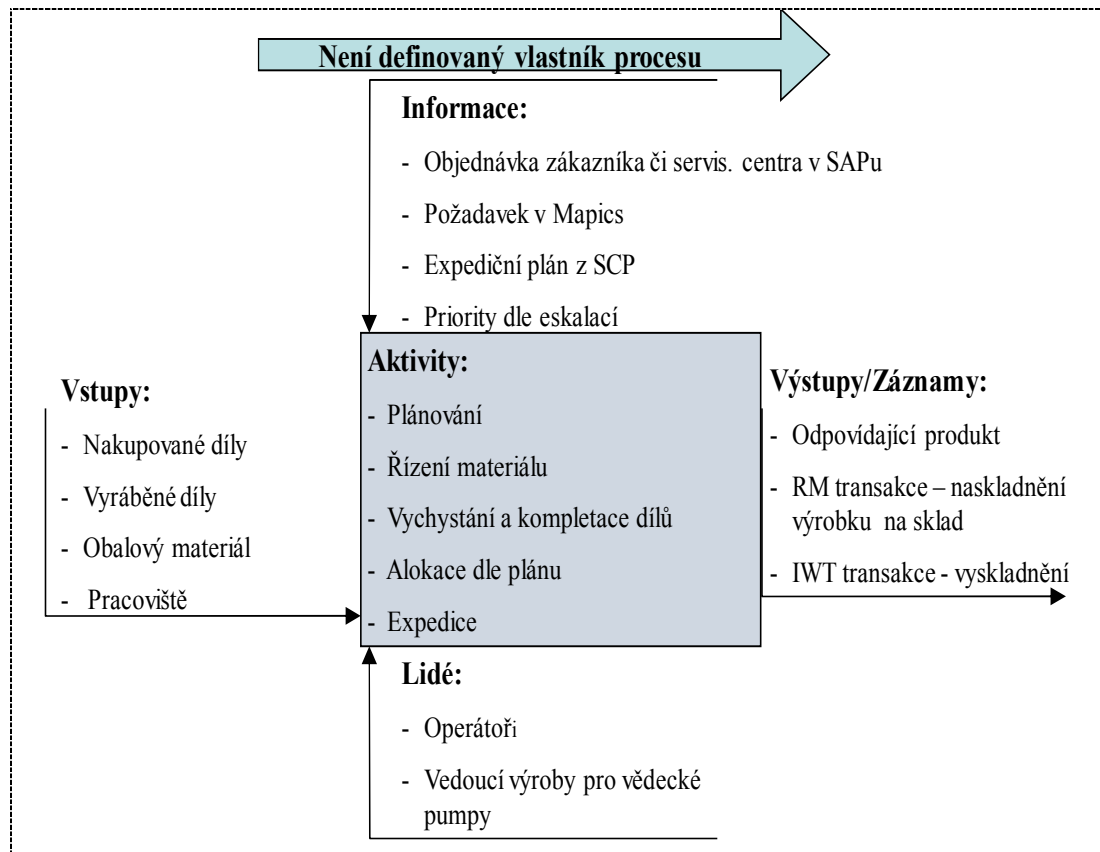 Není definovaný vlastník procesu
Informace:
- Objednávka zákazníka či servis. centra v SAPu
- Požadavek v Mapics
- Expediční plán z SCP
- Priority dle eskalací
Vstupy:
- Nakupované díly
- Vyráběné díly
- Obalový materiál
- Pracoviště
Aktivity:
- Plánování
- Řízení materiálu
- Vychystání a kompletace dílů
- Alokace dle plánu
- Expedice
Výstupy/Záznamy:
- Odpovídající produkt
- RM transakce – naskladnění
výrobku na sklad
- IWT transakce - vyskladnění
Lidé:
- Operátoři
- Vedoucí výroby pro vědecké
pumpy